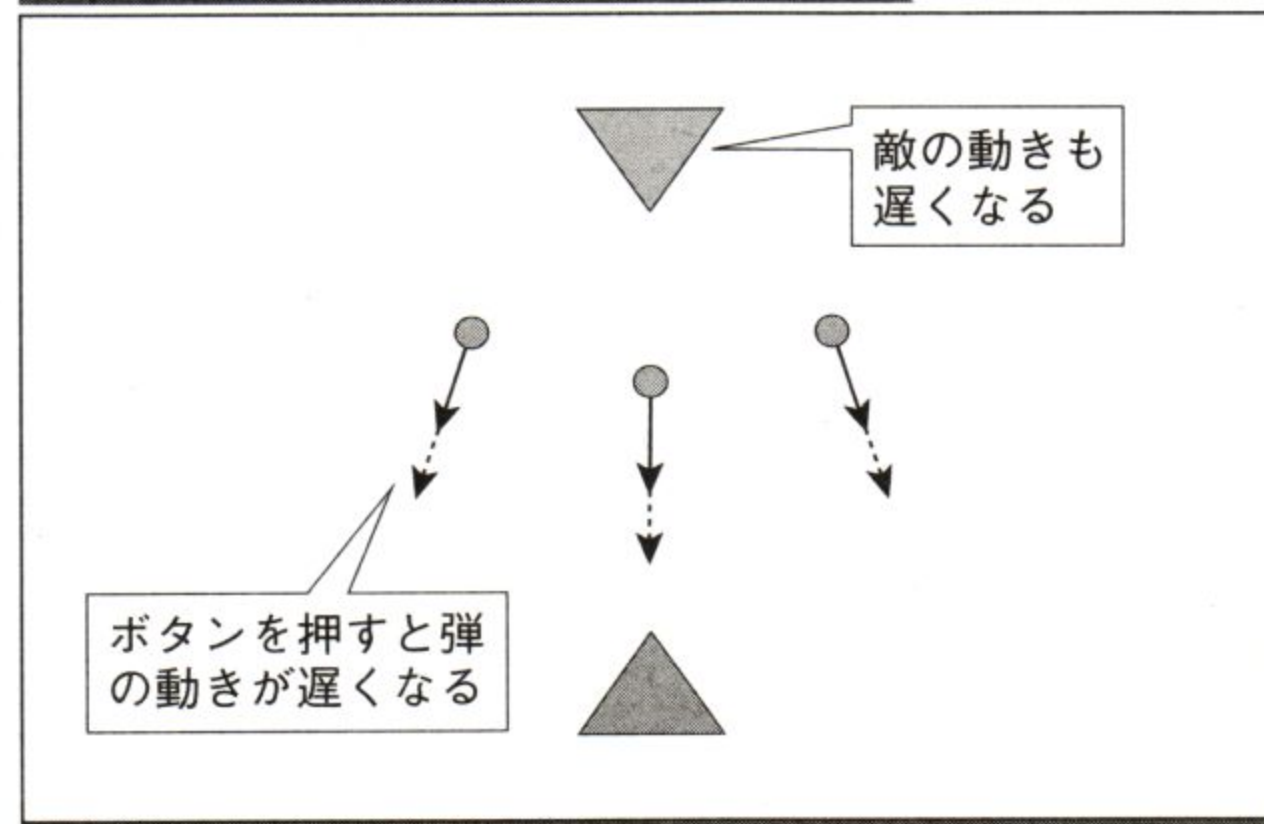 敵の動きも
遅くなる
ボタンを押すと弾
の動きが遅くなる